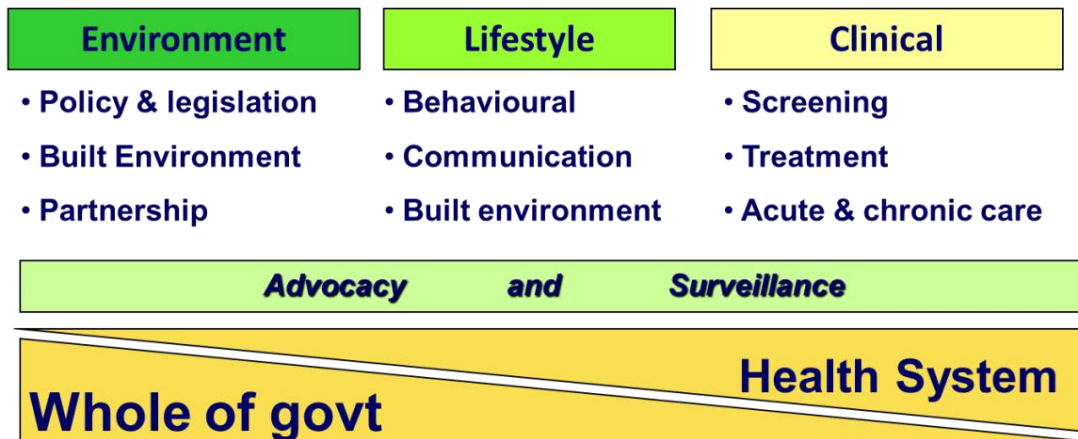 Environment
• Policy & legislation
• Built Environment
• Partnership
Lifestyle
• Behavioural
• Communication
• Built environment
Clinical
• Screening
• Treatment
• Acute & chronic care
Advocacy and Surveillance
Health System
Whole of govt